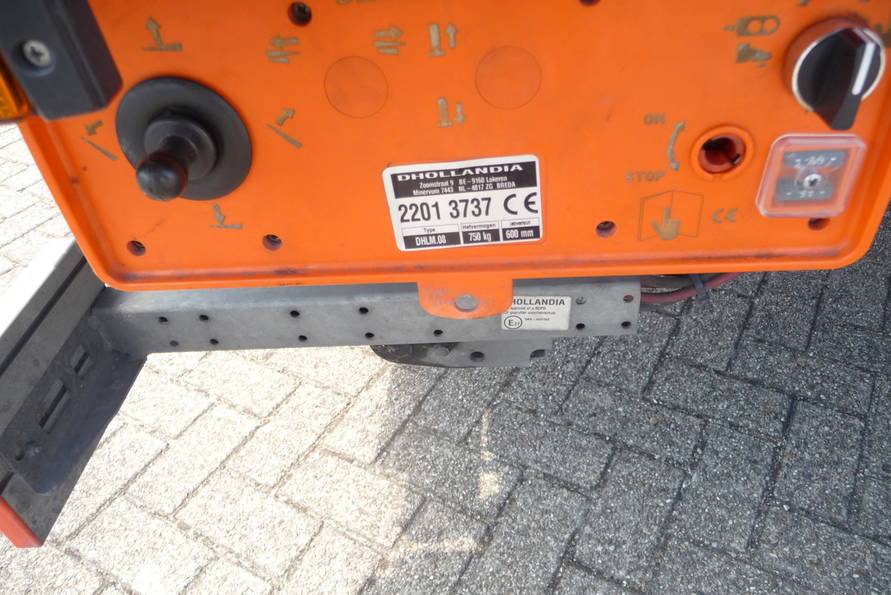 ON
STOP
CE
DHOLLANDIA
Zoomstraat 9 BE-9160 Lokeren
Minervum 7443 NL-4817 ZG BREDA
2201 3737 CE
Type Hefvermogen
DHLM.08 750 kg 600 mm
HOLLANDIA
E